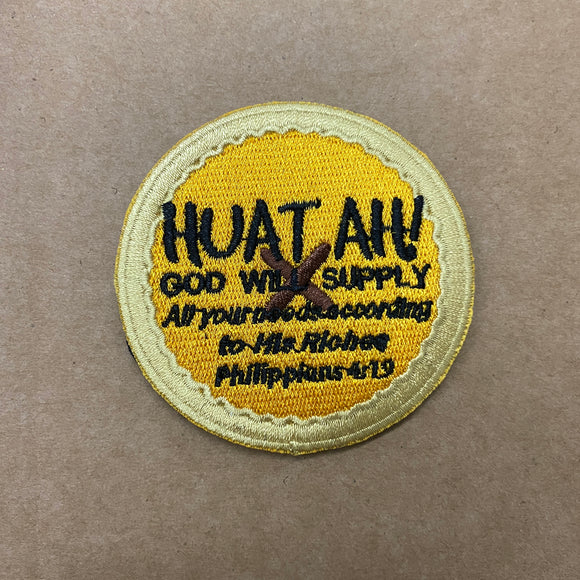 HUAT AH!
GOD WILL SUPPLY
All your needs according
to His Riches
Philippians 4:19